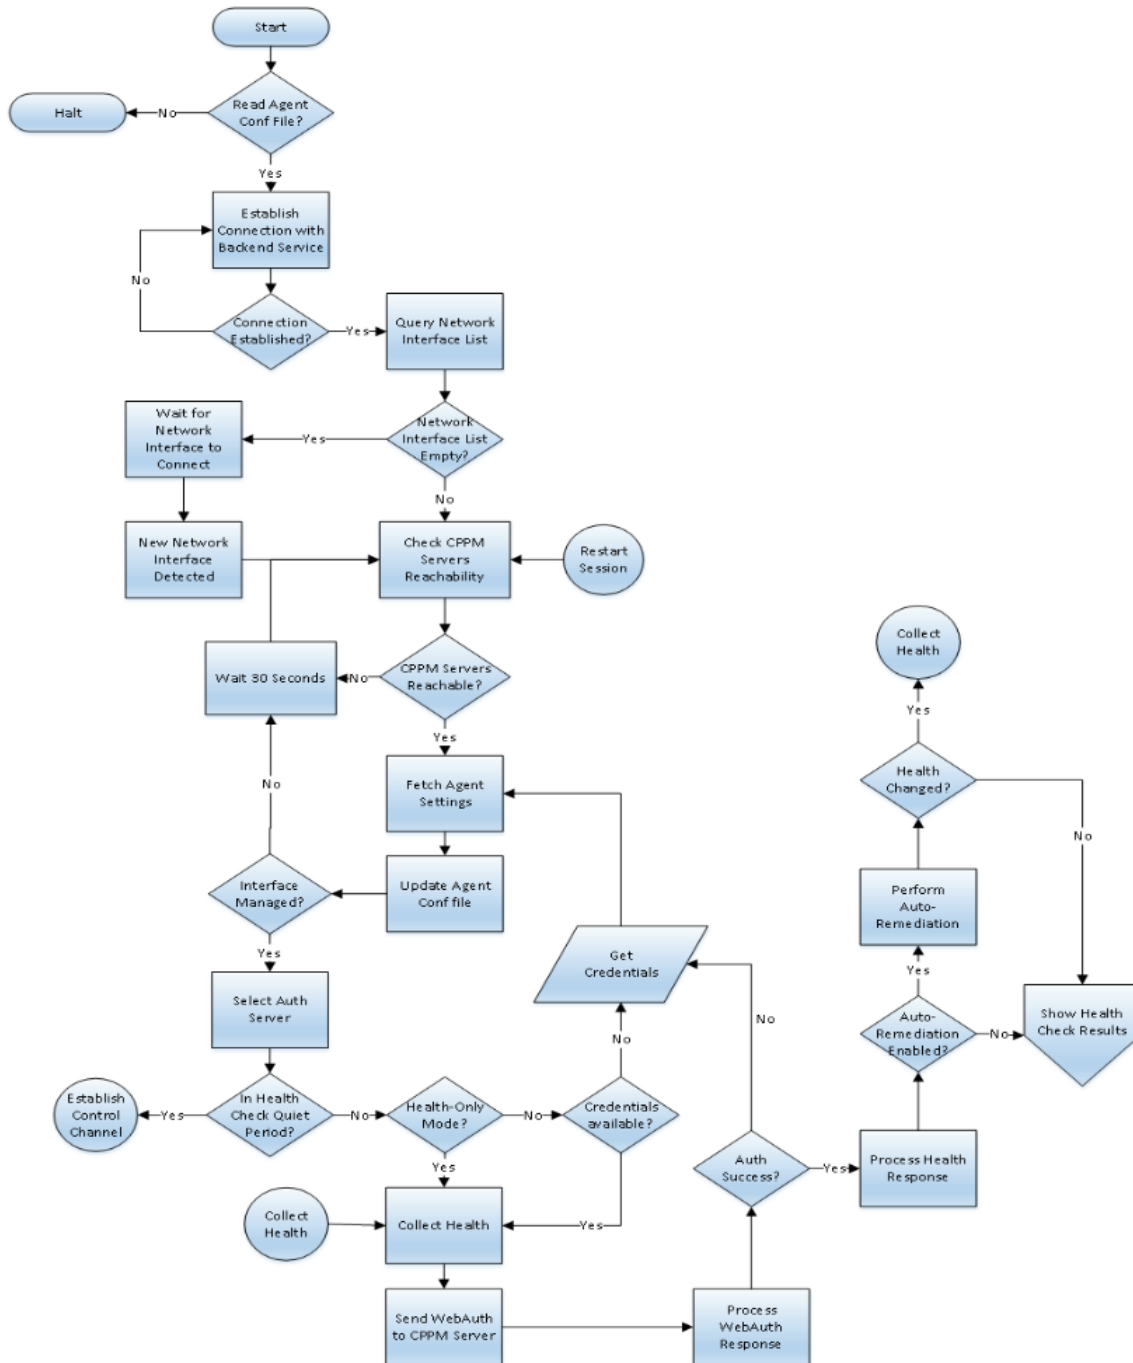 Start
Read Agent
Conf File?
No
Halt
Yes
Establish
Connection with
Backend Service
No
Connection
Established?
Yes
Query Network
Interface List
Wait for
Network
Interface to
Connect
Yes
Network
Interface List
Empty?
No
New Network
Interface
Detected
Check CPPM
Servers
Reachability
Restart
Session
Wait 30 Seconds
No
CPPM Servers
Reachable?
Yes
Collect
Health
Yes
Health
Changed?
No
Fetch Agent
Settings
No
Interface
Managed?
Update Agent
Conf file
Perform
Auto-
Remediation
Yes
Get
Credentials
Yes
Select Auth
Server
No
Auto-
Remediation
Enabled?
No
Show Health
Check Results
No
Establish
Control
Channel
Yes
In Health
Check Quiet
Period?
No
Health-Only
Mode?
No
Credentials
available?
Yes
Auth
Success?
Yes
Process Health
Response
Collect
Health
Collect Health
Yes
Send WebAuth
to CPPM Server
Process
WebAuth
Response